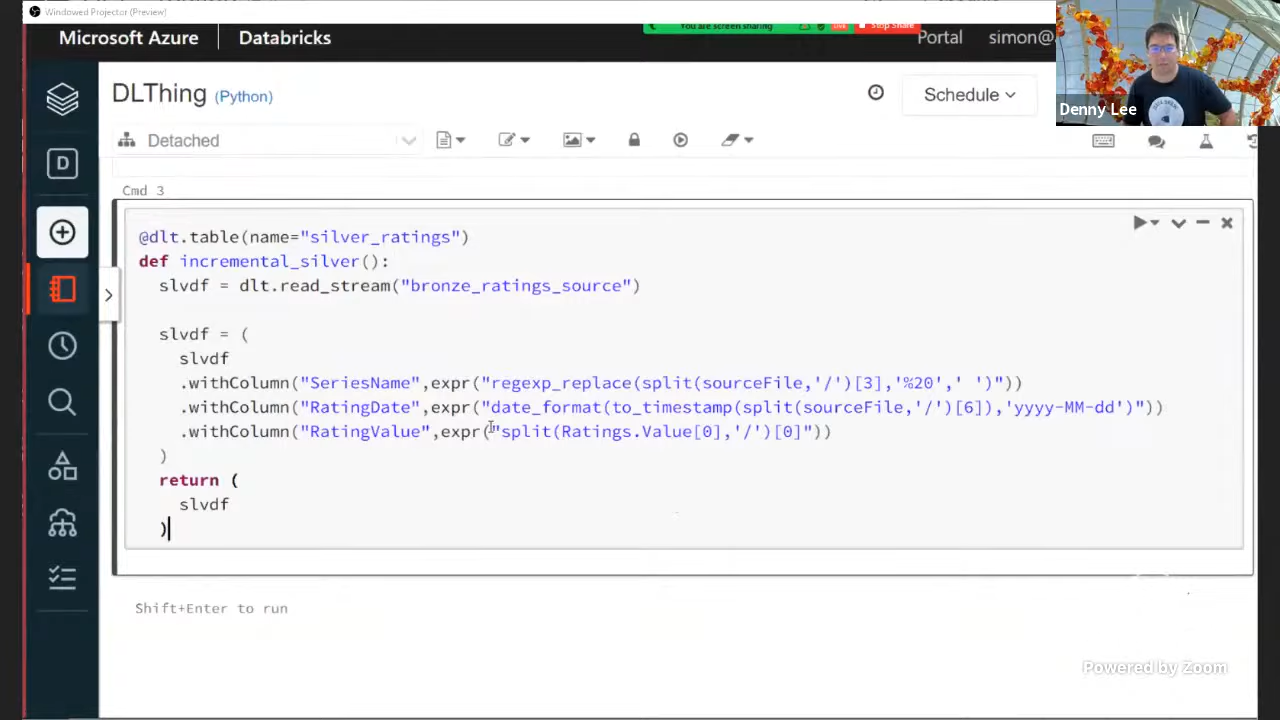 Windowed Projector (Preview)
Microsoft Azure
Databricks
You are screen sharing
LIVE
Stop Share
Portal
simon@
Denny Lee
DLThing (Python)
Schedule
D
Detached
Cmd 3
@dlt.table(name="silver_ratings")
def incremental_silver():
slvdf = dlt.read_stream("bronze_ratings_source")
slvdf = (
slvdf
.withColumn("SeriesName",expr("regexp_replace(split(sourceFile,'/')[3],'%20',' ')"))
.withColumn("RatingDate",expr("date_format(to_timestamp(split(sourceFile,'/')[6]),'yyyy-MM-dd')"))
.withColumn("RatingValue",expr("split(Ratings.Value[0],'/')[0]"))
)
return (
slvdf
)
Shift+Enter to run
Powered by Zoom